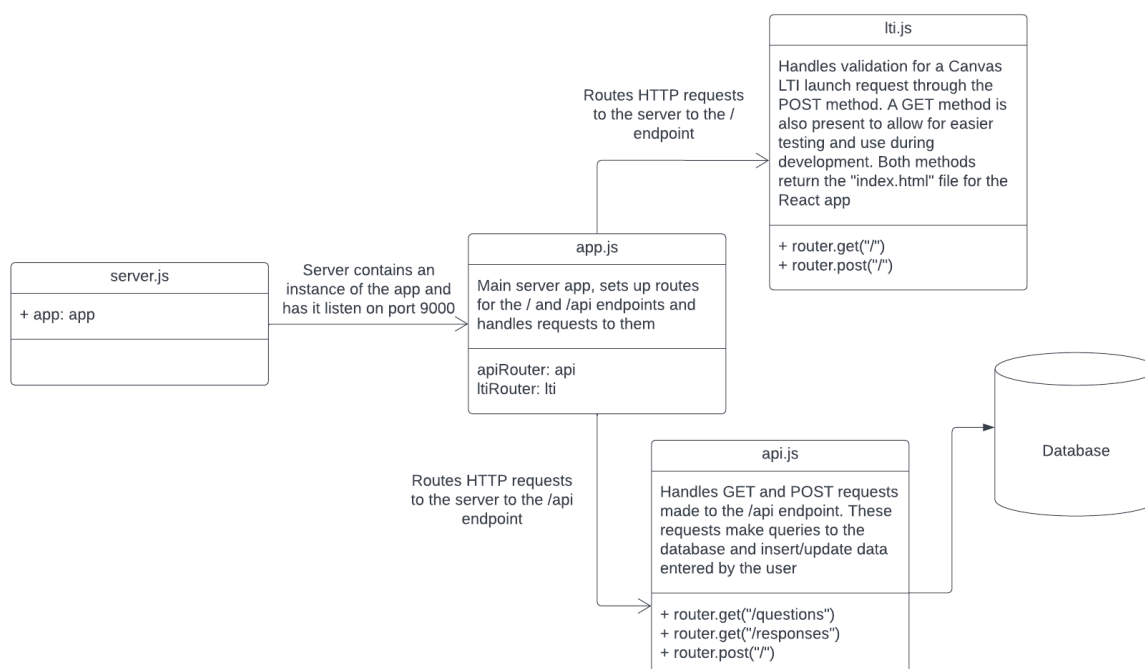 lti.js
Handles validation for a Canvas
LTI launch request through the
POST method. A GET method is
also present to allow for easier
testing and use during
development. Both methods
return the "index.html" file for the
React app
+ router.get("/")
+ router.post("/")
Routes HTTP requests
to the server to the /
endpoint
server.js
+ app: app
Server contains an
instance of the app and
has it listen on port 9000
app.js
Main server app, sets up routes
for the / and /api endpoints and
handles requests to them
apiRouter: api
ltiRouter: lti
Routes HTTP requests
to the server to the /api
endpoint
api.js
Handles GET and POST requests
made to the /api endpoint. These
requests make queries to the
database and insert/update data
entered by the user
+ router.get("/questions")
+ router.get("/responses")
+ router.post("/")
Database